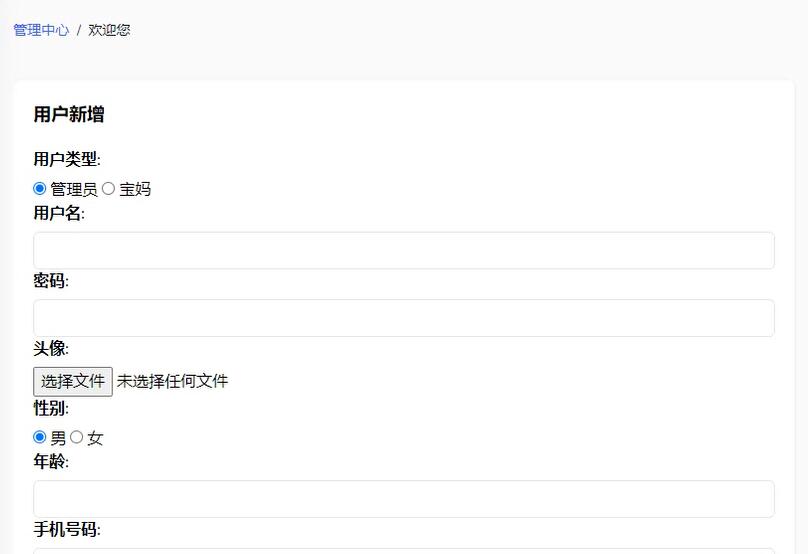 管理中心 / 欢迎您
用户新增
用户类型:
管理员 宝妈
用户名:
密码:
头像:
选择文件 未选择任何文件
性别:
男 女
年龄:
手机号码: